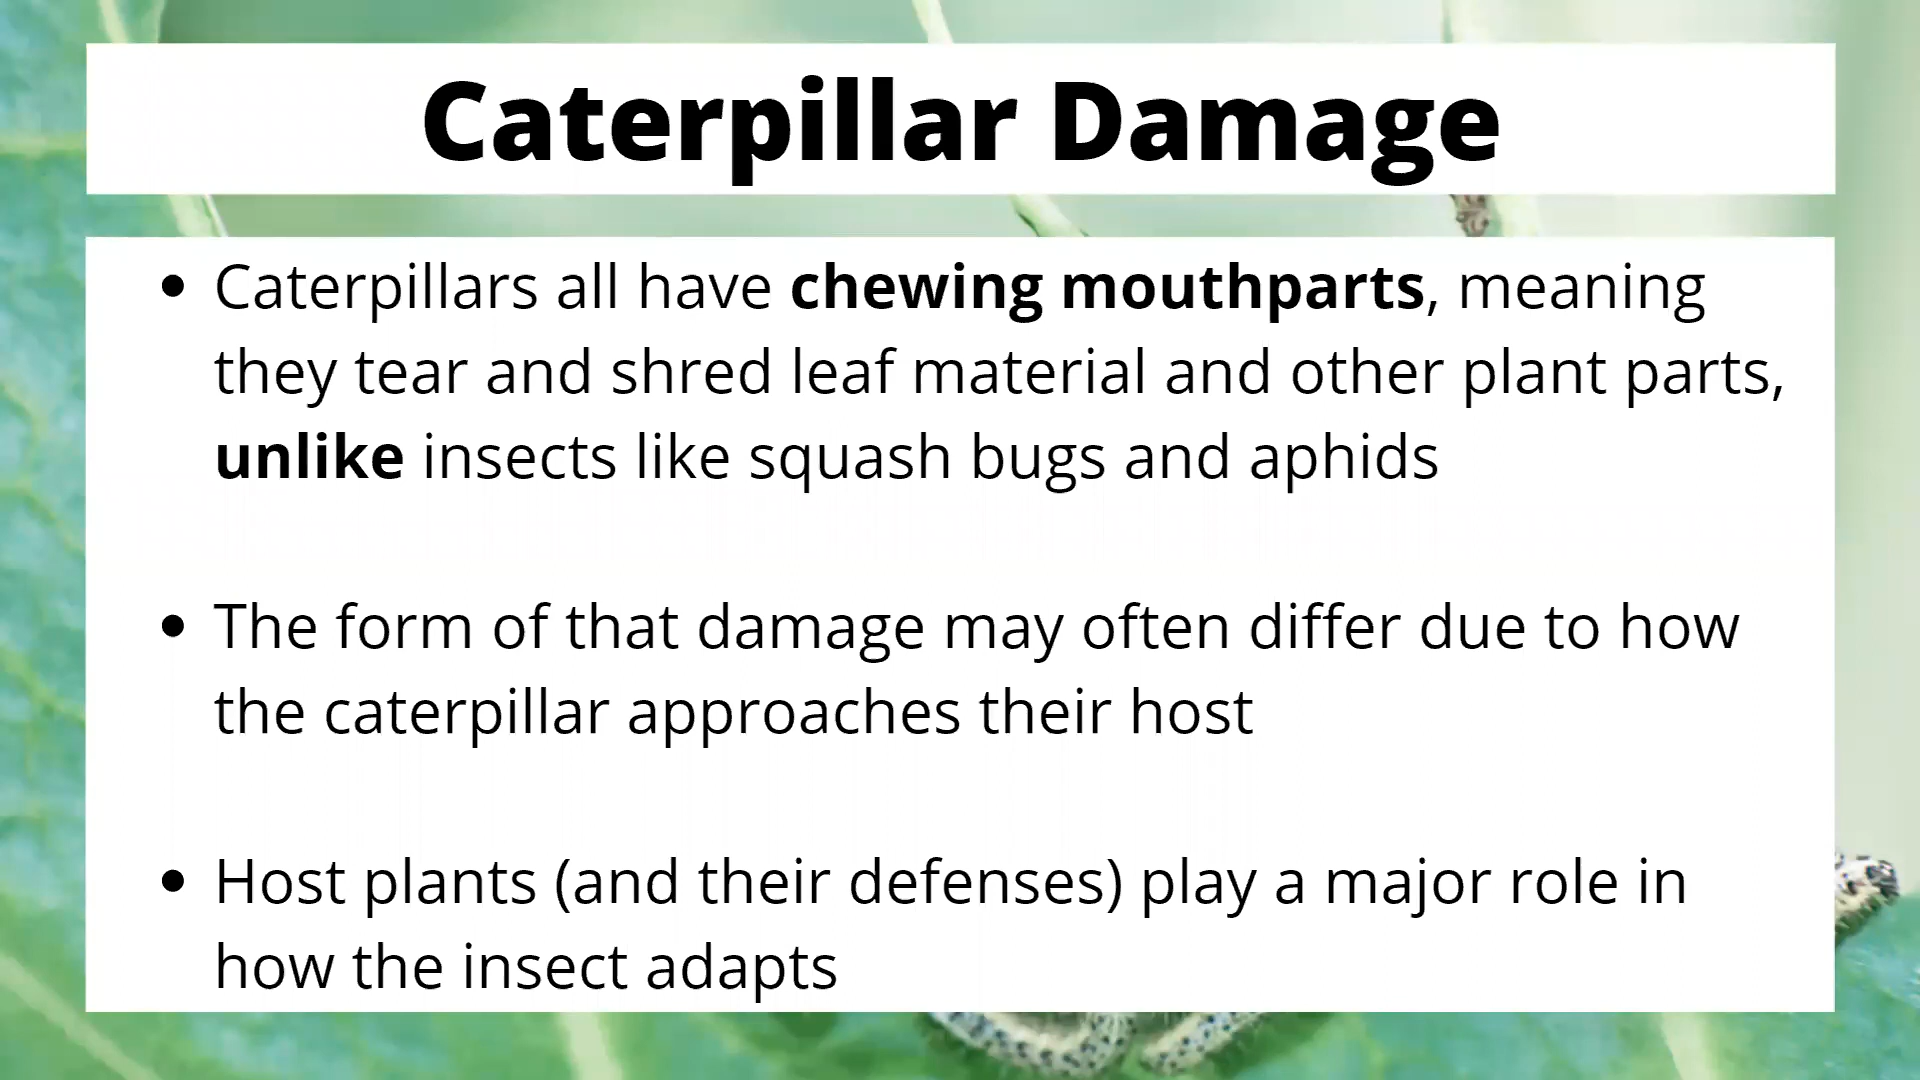 Caterpillar Damage
• Caterpillars all have chewing mouthparts, meaning
they tear and shred leaf material and other plant parts,
unlike insects like squash bugs and aphids
• The form of that damage may often differ due to how
the caterpillar approaches their host
• Host plants (and their defenses) play a major role in
how the insect adapts